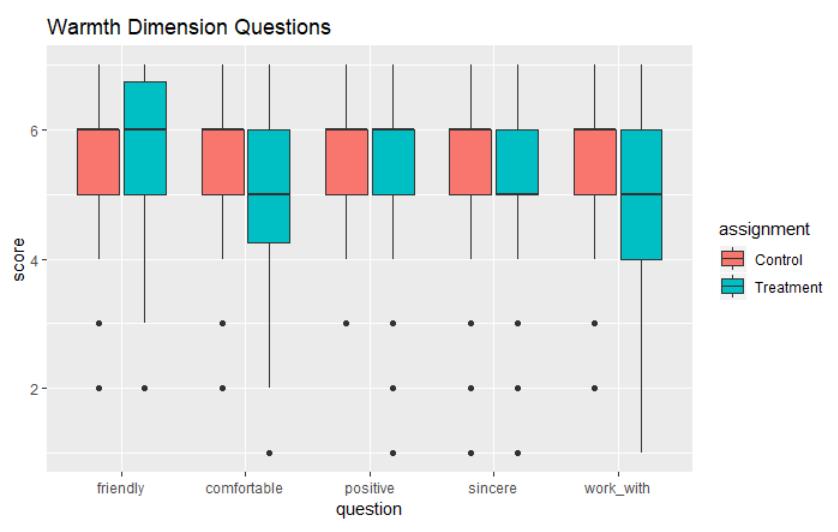 Warmth Dimension Questions
score
6
4
2
friendly
comfortable
positive
sincere
work_with
question
assignment
Control
Treatment